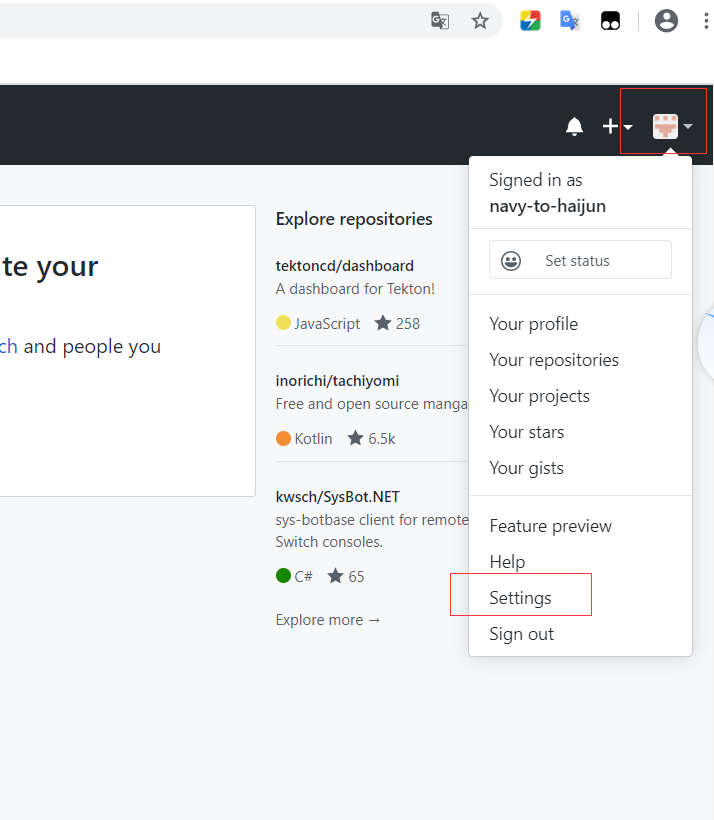 te your
ch and people you
Explore repositories
tektoncd/dashboard
A dashboard for Tekton!
JavaScript 258
inorichi/tachiyomi
Free and open source manga
Kotlin 6.5k
kwsch/SysBot.NET
sys-botbase client for remote
Switch consoles.
C# 65
Explore more →
Signed in as
navy-to-haijun
Set status
Your profile
Your repositories
Your projects
Your stars
Your gists
Feature preview
Help
Settings
Sign out